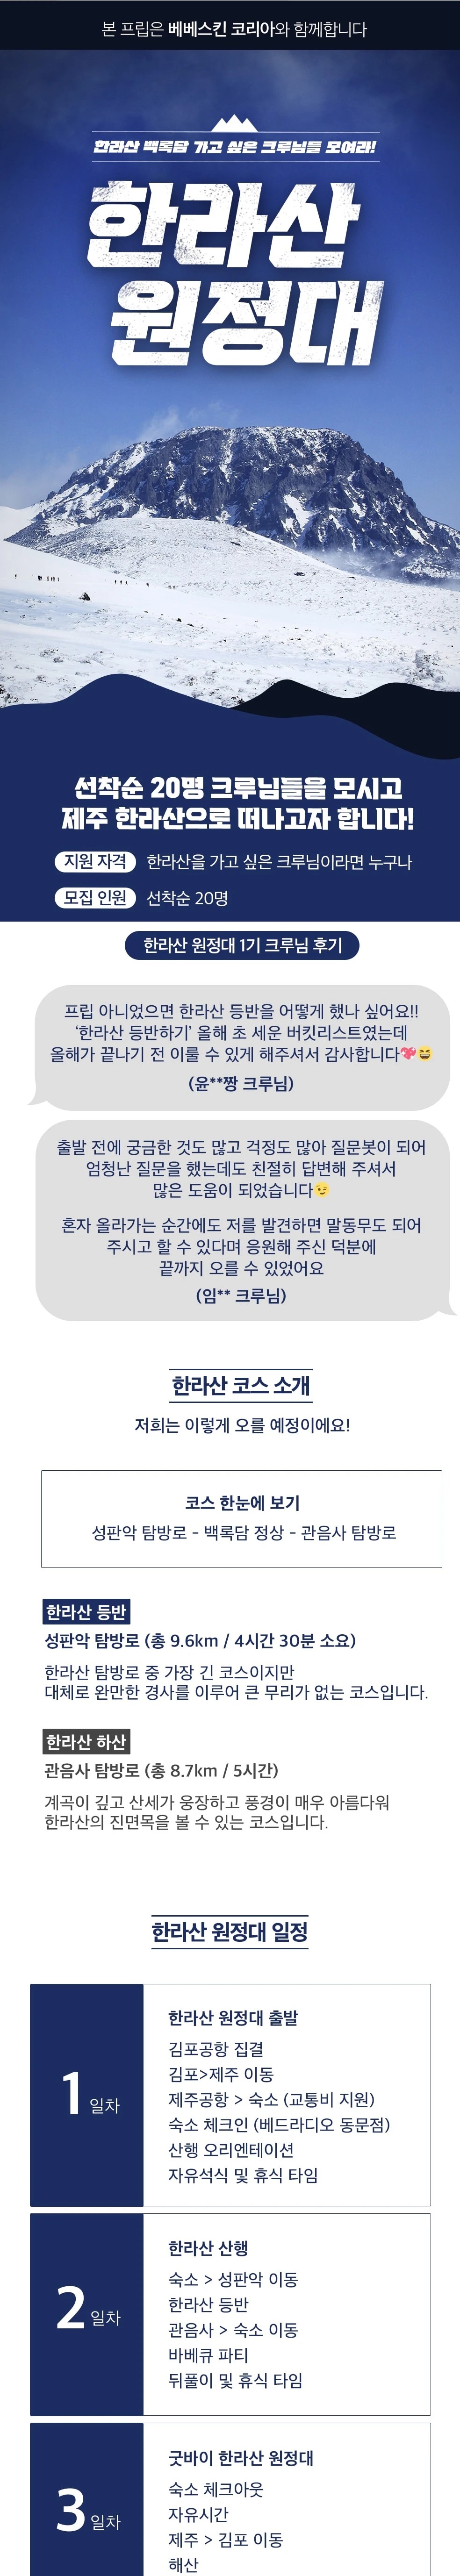 본 프립은 베베스킨 코리아와 함께합니다
한라산 백록담 가고 싶은 크루님들 모여라!
한라산
원정대
선착순 20명 크루님들을 모시고
제주 한라산으로 떠나고자 합니다!
지원 자격 한라산을 가고 싶은 크루님이라면 누구나
모집 인원 선착순 20명
한라산 원정대 1기 크루님 후기
프립 아니었으면 한라산 등반을 어떻게 했나 싶어요!!
‘한라산 등반하기’ 올해 초 세운 버킷리스트였는데
올해가 끝나기 전 이룰 수 있게 해주셔서 감사합니다💖😆
(윤**짱 크루님)
출발 전에 궁금한 것도 많고 걱정도 많아 질문봇이 되어
엄청난 질문을 했는데도 친절히 답변해 주셔서
많은 도움이 되었습니다😉
혼자 올라가는 순간에도 저를 발견하면 말동무도 되어
주시고 할 수 있다며 응원해 주신 덕분에
끝까지 오를 수 있었어요
(임** 크루님)
한라산 코스 소개
저희는 이렇게 오를 예정이에요!
코스 한눈에 보기
성판악 탐방로 - 백록담 정상 - 관음사 탐방로
한라산 등반
성판악 탐방로 (총 9.6km / 4시간 30분 소요)
한라산 탐방로 중 가장 긴 코스이지만
대체로 완만한 경사를 이루어 큰 무리가 없는 코스입니다.
한라산 하산
관음사 탐방로 (총 8.7km / 5시간)
계곡이 깊고 산세가 웅장하고 풍경이 매우 아름다워
한라산의 진면목을 볼 수 있는 코스입니다.
한라산 원정대 일정
1일차
한라산 원정대 출발
김포공항 집결
김포>제주 이동
제주공항 > 숙소 (교통비 지원)
숙소 체크인 (베드라디오 동문점)
산행 오리엔테이션
자유석식 및 휴식 타임
2일차
한라산 산행
숙소 > 성판악 이동
한라산 등반
관음사 > 숙소 이동
바베큐 파티
뒤풀이 및 휴식 타임
3일차
굿바이 한라산 원정대
숙소 체크아웃
자유시간
제주 > 김포 이동
해산